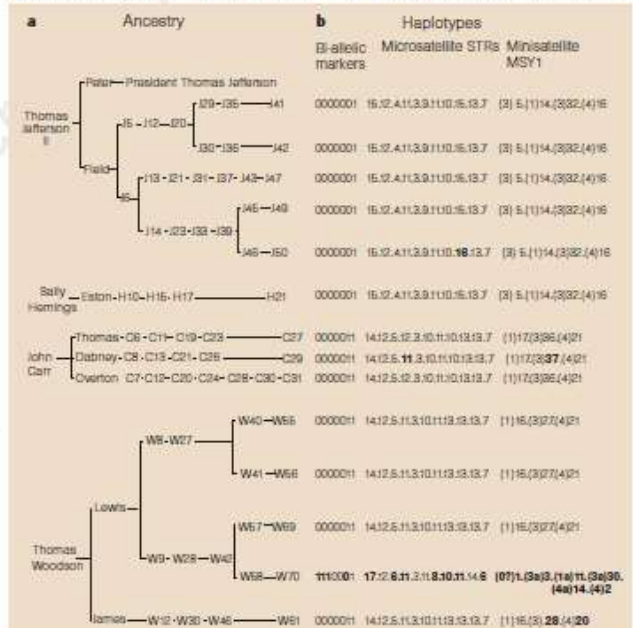 a Ancestry b Haplotypes
Bi-allelic markers Microsatellite STRs Minisatellite MSY1
Peter President Thomas Jefferson
Thomas Jefferson II
J29-J35 J41 0000001 15.12.4.11.3.9.11.10.15.13.7 (3) 5.(1)14.(3)32.(4)16
J5-J12-J20
J30-J36 J42 0000001 15.12.4.11.3.9.11.10.15.13.7 (3) 5.(1)14.(3)32.(4)16
Field
J13-J21-J31-J37-J43-J47 0000001 15.12.4.11.3.9.11.10.15.13.7 (3) 5.(1)14.(3)32.(4)16
J6
J45-J49 0000001 15.12.4.11.3.9.11.10.15.13.7 (3) 5.(1)14.(3)32.(4)16
J14-J23-J33-J39
J46-J50 0000001 15.12.4.11.3.9.11.10.16.13.7 (3) 5.(1)14.(3)32.(4)16
Sally Hemings Eston-H10-H15-H17 H21 0000001 15.12.4.11.3.9.11.10.15.13.7 (3) 5.(1)14.(3)32.(4)16
Thomas-C6-C11-C19-C23 C27 0000011 14.12.5.12.3.10.11.10.13.13.7 (1)17.(3)36.(4)21
John Carr Dabney-C8-C13-C21-C26 C29 0000011 14.12.5.11.3.10.11.10.13.13.7 (1)17.(3)37.(4)21
Overton C7-C12-C20-C24-C28-C30-C31 0000011 14.12.5.12.3.10.11.10.13.13.7 (1)17.(3)36.(4)21
W40-W55 0000011 14.12.5.11.3.10.11.13.13.13.7 (1)16.(3)27.(4)21
W8-W27
W41-W56 0000011 14.12.5.11.3.10.11.13.13.13.7 (1)16.(3)27.(4)21
Lewis
W57-W69 0000011 14.12.5.11.3.10.11.13.13.13.7 (1)16.(3)27.(4)21
Thomas Woodson
W9-W28-W42
W58-W70 1110001 17.12.6.11.3.11.8.10.11.14.6 (0?)1.(3a)3.(1a)11.(3a)30.
(4a)14.(4)2
James W12-W30-W46 W61 0000011 14.12.5.11.3.10.11.13.13.13.7 (1)16.(3).28.(4)20